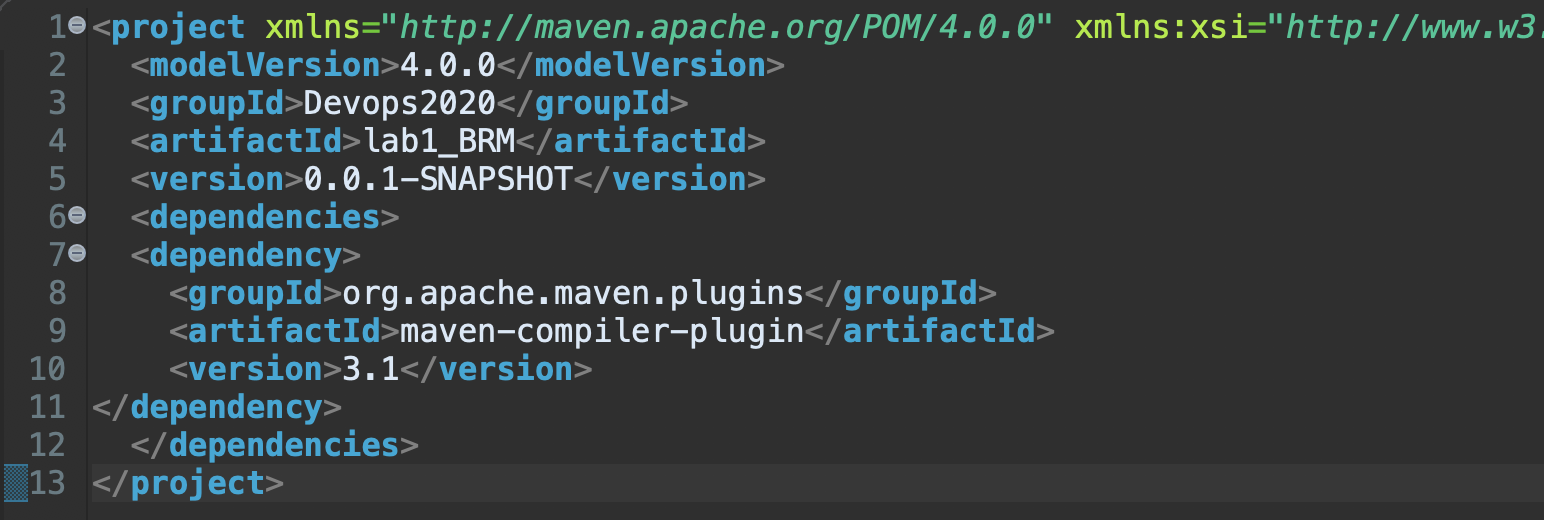 1 <project xmlns="http://maven.apache.org/POM/4.0.0" xmlns:xsi="http://www.w3.
2   <modelVersion>4.0.0</modelVersion>
3   <groupId>Devops2020</groupId>
4   <artifactId>lab1_BRM</artifactId>
5   <version>0.0.1-SNAPSHOT</version>
6   <dependencies>
7   <dependency>
8     <groupId>org.apache.maven.plugins</groupId>
9     <artifactId>maven-compiler-plugin</artifactId>
10     <version>3.1</version>
11 </dependency>
12   </dependencies>
13 </project>